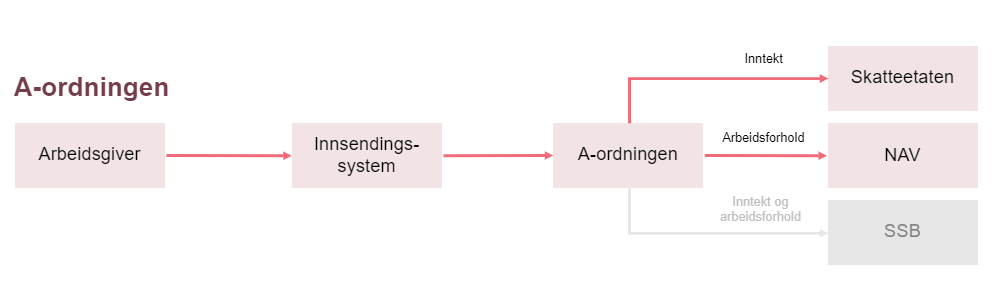 A-ordningen
Arbeidsgiver
Innsendings-
system
A-ordningen
Inntekt
Skatteetaten
Arbeidsforhold
NAV
Inntekt og
arbeidsforhold
SSB